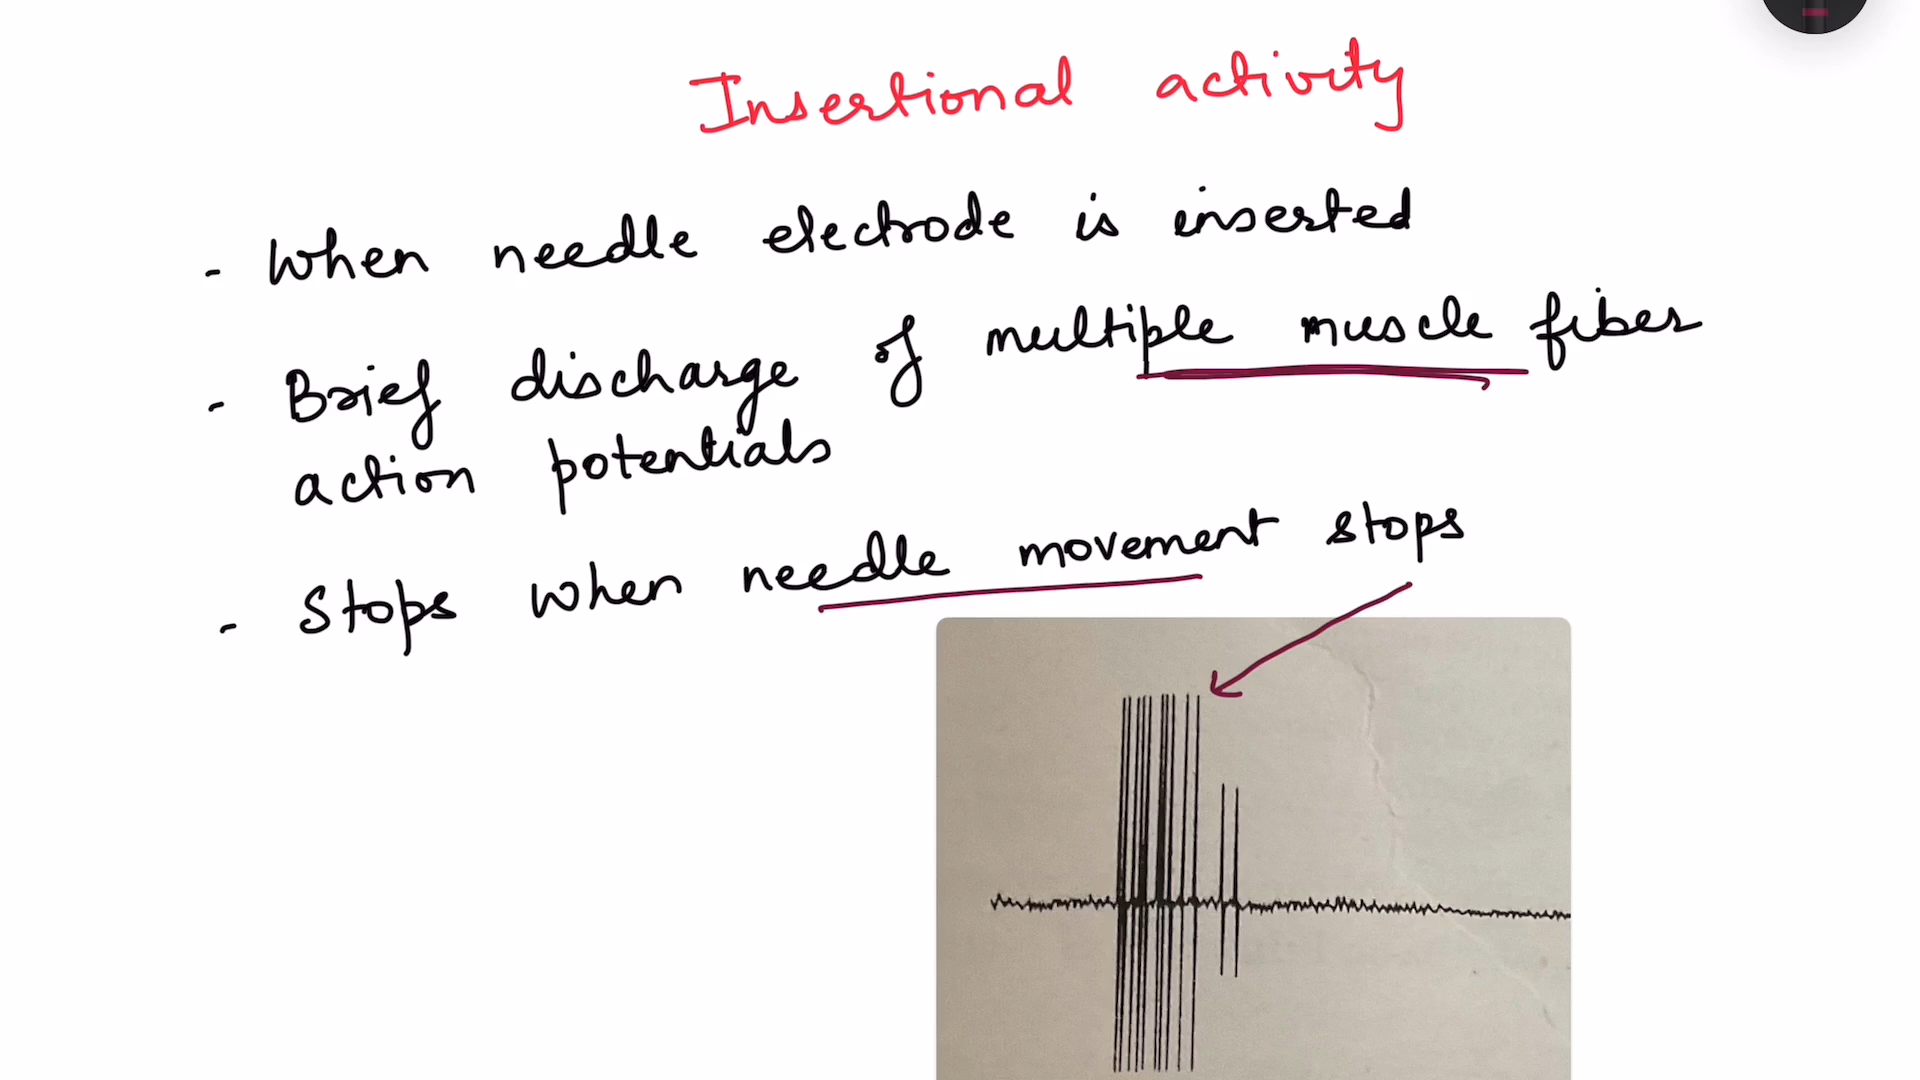 Insertional activity
- When needle electrode is inserted
- Brief discharge of multiple muscle fiber
action potentials
- Stops when needle movement stops